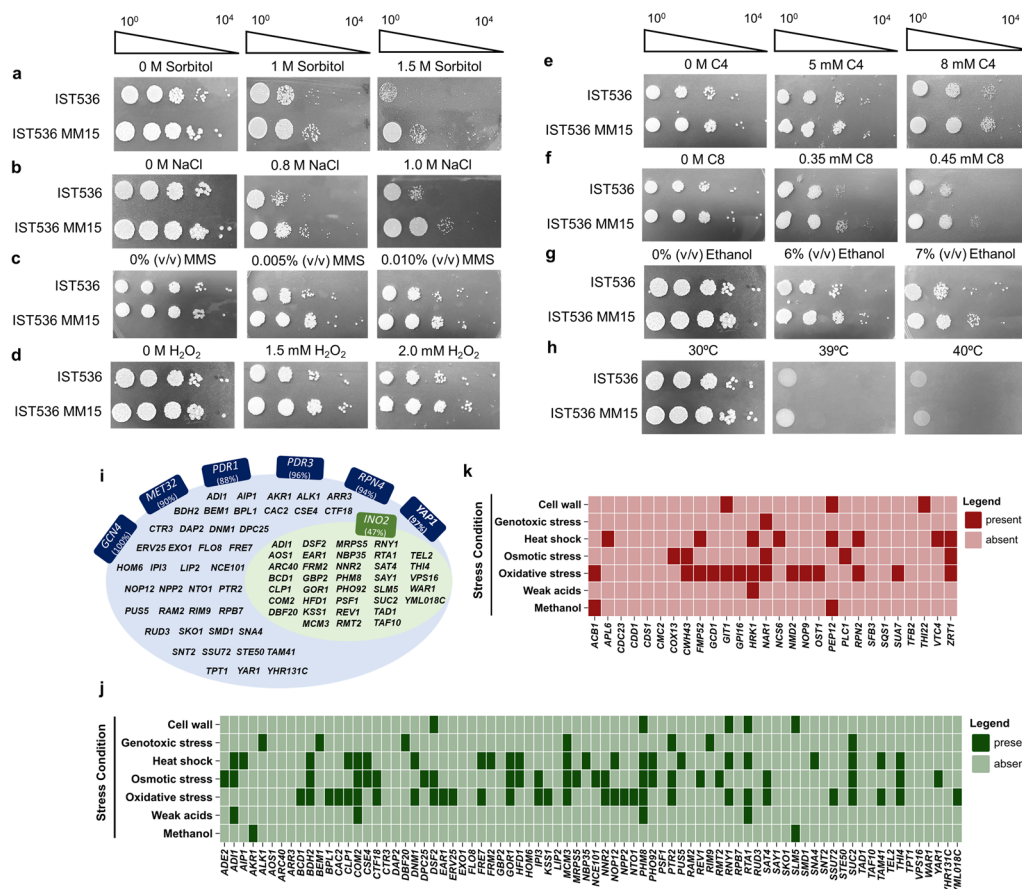 10⁰ 10⁴ 10⁰ 10⁴ 10⁰ 10⁴
a
0 M Sorbitol 1 M Sorbitol 1.5 M Sorbitol
IST536
IST536 MM15
b
0 M NaCl 0.8 M NaCl 1.0 M NaCl
IST536
IST536 MM15
c
0% (v/v) MMS 0.005% (v/v) MMS 0.010% (v/v) MMS
IST536
IST536 MM15
d
0 M H₂O₂ 1.5 mM H₂O₂ 2.0 mM H₂O₂
IST536
IST536 MM15
10⁰ 10⁴ 10⁰ 10⁴ 10⁰ 10⁴
e
0 M C4 5 mM C4 8 mM C4
IST536
IST536 MM15
f
0 M C8 0.35 mM C8 0.45 mM C8
IST536
IST536 MM15
g
0% (v/v) Ethanol 6% (v/v) Ethanol 7% (v/v) Ethanol
IST536
IST536 MM15
h
30ºC 39ºC 40ºC
IST536
IST536 MM15
i
GCN4 (100%)
MET32 (90%)
PDR1 (88%)
PDR3 (96%)
RPN4 (94%)
YAP1 (97%)
ADI1 AIP1 AKR1 ALK1 ARR3
BDH2 BEM1 BPL1 CAC2 CSE4 CTF18
CTR3 DAP2 DNM1 DPC25
ERV25 EXO1 FLO8 FRE7
HOM6 IPI3 LIP2 NCE101
NOP12 NPP2 NTO1 PTR2
PUS5 RAM2 RIM9 RPB7
RUD3 SKO1 SMD1 SNA4
SNT2 SSU72 STE50 TAM41
TPT1 YAR1 YHR131C
INO2 (47%)
ADI1 DSF2 MRPS5 RNY1
AOS1 EAR1 NBP35 RTA1 TEL2
ARC40 FRM2 NNR2 SAT4 THI4
BCD1 GBP2 PHM8 SAY1 VPS16
CLP1 GOR1 PHO92 SLM5 WAR1
COM2 HFD1 PSF1 SUC2 YML018C
DBF20 KSS1 REV1 TAD1
MCM3 RMT2 TAF10
k
Stress Condition
Cell wall
Genotoxic stress
Heat shock
Osmotic stress
Oxidative stress
Weak acids
Methanol
Legend
present
absent
ACB1 APL6 CDC23 CDD1 CDS1 CMC2 COX13 CWH43 FMP52 GCD1 GIT1 GPI16 HRK1 NAR1 NCS6 NMD2 NOP9 OST1 PEP12 PLC1 RPN2 SFB3 SQS1 SUA7 TFB2 THI22 VTC4 ZRT1
j
Stress Condition
Cell wall
Genotoxic stress
Heat shock
Osmotic stress
Oxidative stress
Weak acids
Methanol
Legend
prese
abser
ADE2 ADI1 AIP1 AKR1 ALK1 AOS1 ARC40 ARR3 BCD1 BDH2 BEM1 BPL1 CAC2 CLP1 COM2 CSE4 CTF18 CTR3 DAP2 DBF20 DNM1 DPC25 DSF2 EAR1 ERV25 EXO1 FLO8 FRE7 FRM2 GBP2 GOR1 HFD1 HOM6 IPI3 KSS1 LIP2 MCM3 MRPS5 NBP35 NCE101 NNR2 NOP12 NPP22 NTO1 PHM8 PHO92 PSF1 PTR2 PUS5 RAM2 REV1 RIM9 RMT2 RNY1 RPB7 RTA1 RUD3 SAT4 SAY1 SKO1 SLM5 SMD1 SNA4 SNT2 SSU72 STE50 SUC2 TAD1 TAF10 TAM41 TEL2 THI4 TPT1 VPS16 WAR1 YAR1 YHR131C YML018C